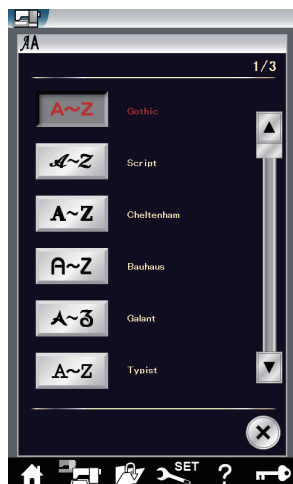 AA
1/3
A~Z Gothic
A~Z Script
A~Z Cheltenham
A~Z Bauhaus
A~Z Galant
A~Z Typist
SET
?